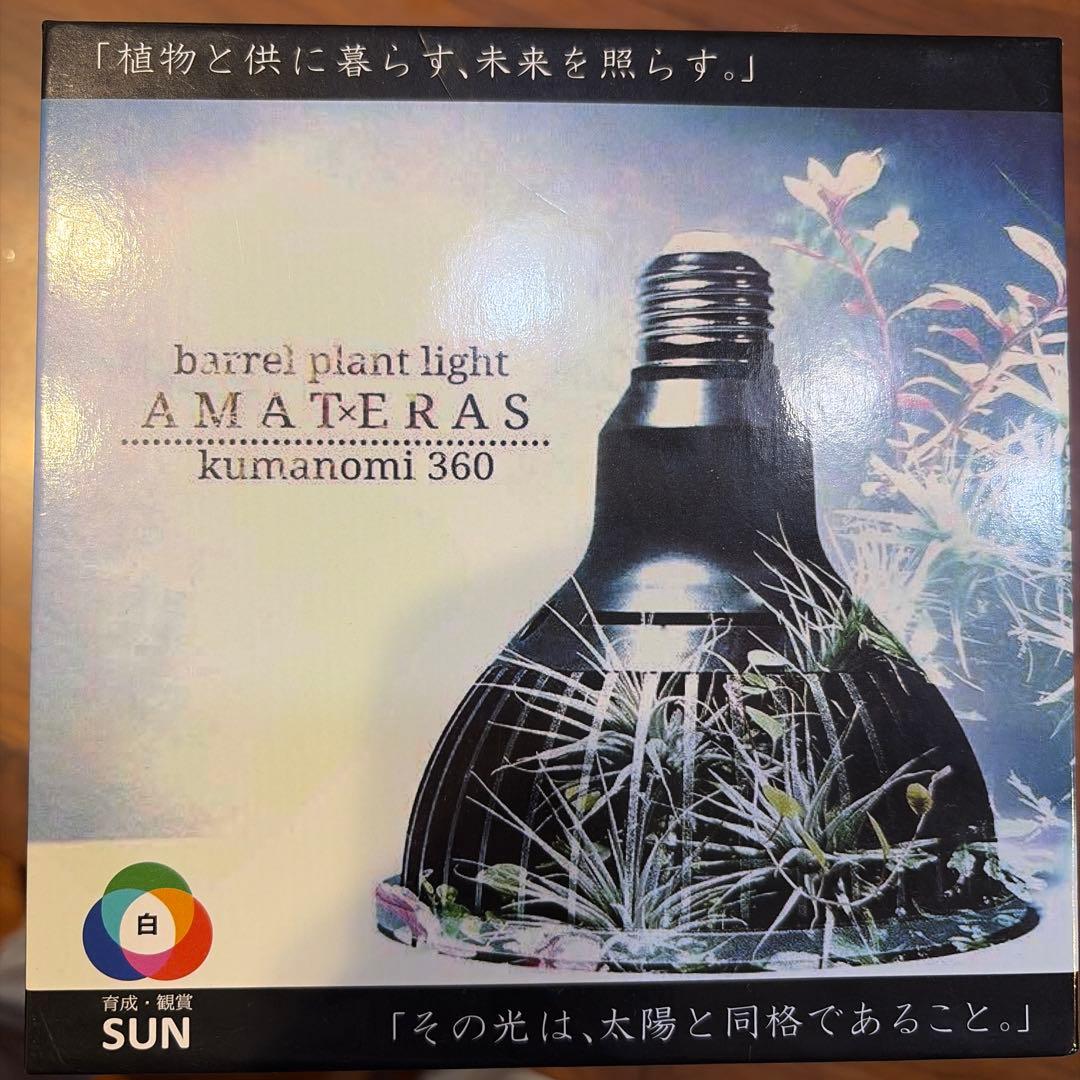 「植物と供に暮らす、未来を照らす。」
barrel plant light
AMAT×ERAS
kumanomi 360
白
育成・観賞
SUN
「その光は、太陽と同格であること。」